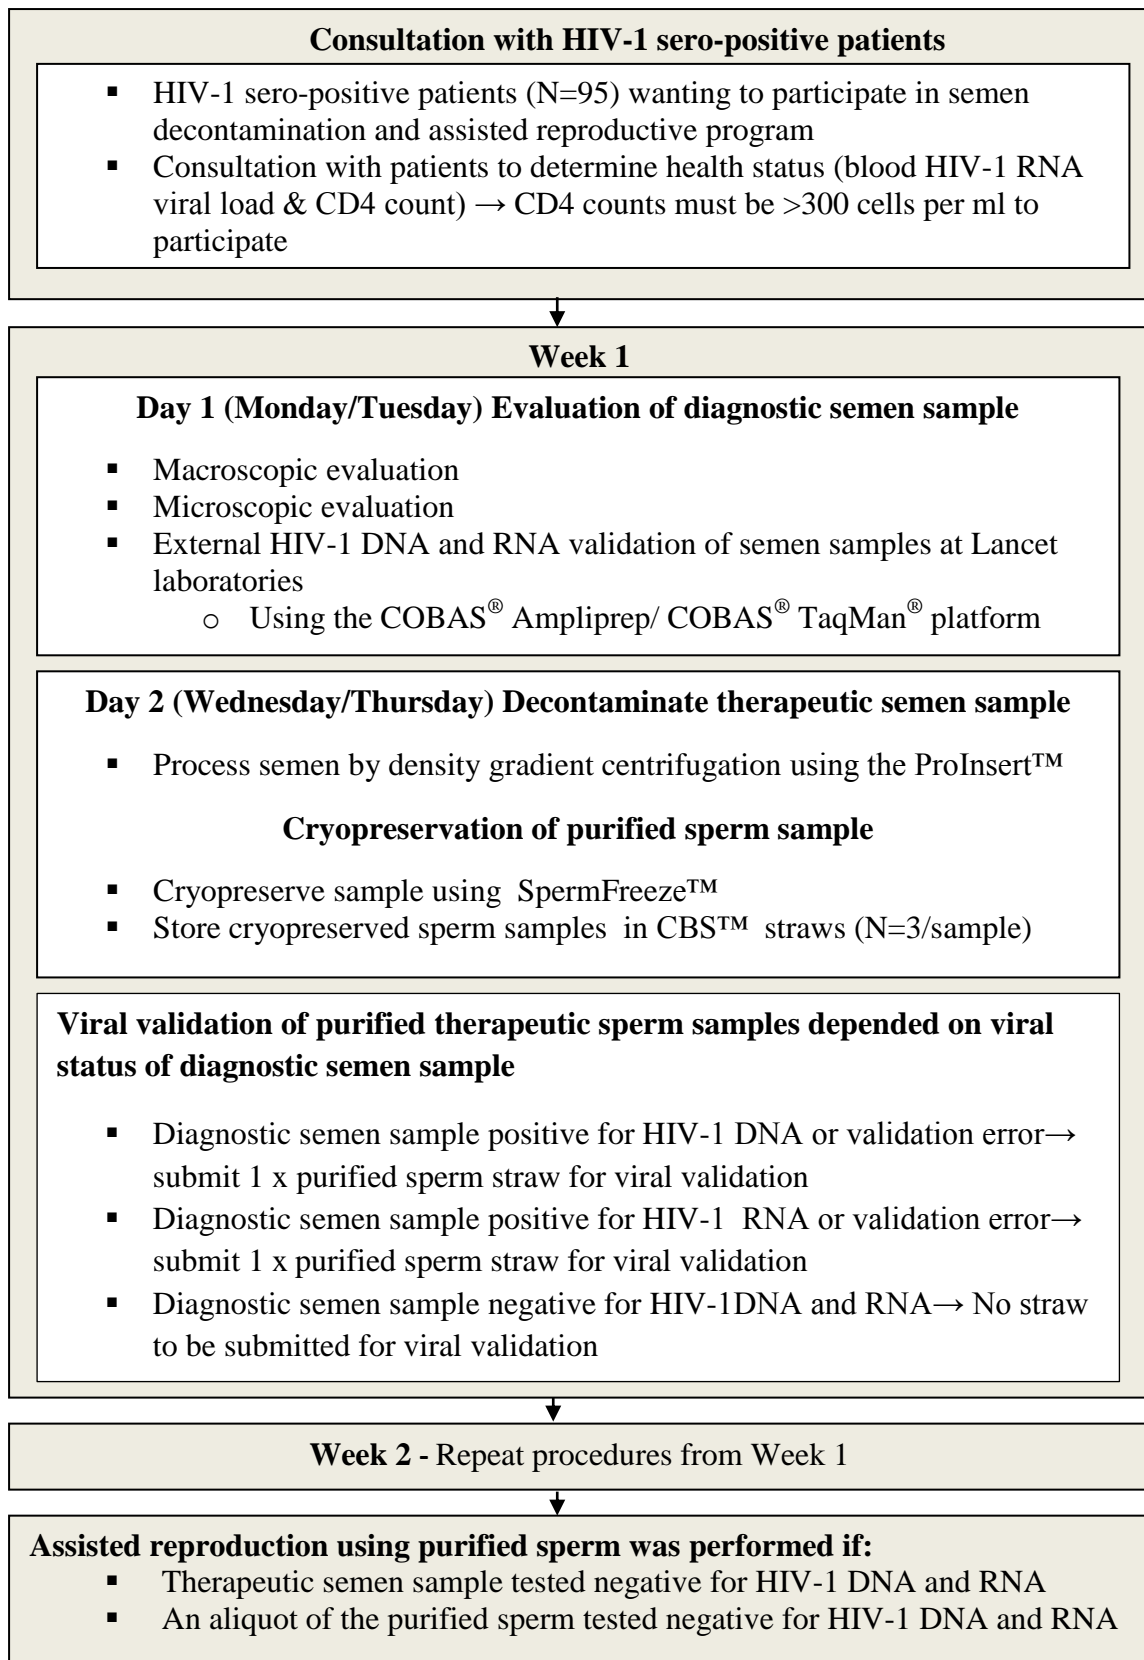 Consultation with HIV-1 sero-positive patients
▪ HIV-1 sero-positive patients (N=95) wanting to participate in semen
decontamination and assisted reproductive program
▪ Consultation with patients to determine health status (blood HIV-1 RNA
viral load & CD4 count) → CD4 counts must be >300 cells per ml to
participate
Week 1
Day 1 (Monday/Tuesday) Evaluation of diagnostic semen sample
▪ Macroscopic evaluation
▪ Microscopic evaluation
▪ External HIV-1 DNA and RNA validation of semen samples at Lancet
laboratories
o Using the COBAS® Ampliprep/ COBAS® TaqMan® platform
Day 2 (Wednesday/Thursday) Decontaminate therapeutic semen sample
▪ Process semen by density gradient centrifugation using the ProInsert™
Cryopreservation of purified sperm sample
▪ Cryopreserve sample using SpermFreeze™
▪ Store cryopreserved sperm samples in CBS™ straws (N=3/sample)
Viral validation of purified therapeutic sperm samples depended on viral
status of diagnostic semen sample
▪ Diagnostic semen sample positive for HIV-1 DNA or validation error→
submit 1 x purified sperm straw for viral validation
▪ Diagnostic semen sample positive for HIV-1 RNA or validation error→
submit 1 x purified sperm straw for viral validation
▪ Diagnostic semen sample negative for HIV-1DNA and RNA→ No straw
to be submitted for viral validation
Week 2 - Repeat procedures from Week 1
Assisted reproduction using purified sperm was performed if:
▪ Therapeutic semen sample tested negative for HIV-1 DNA and RNA
▪ An aliquot of the purified sperm tested negative for HIV-1 DNA and RNA